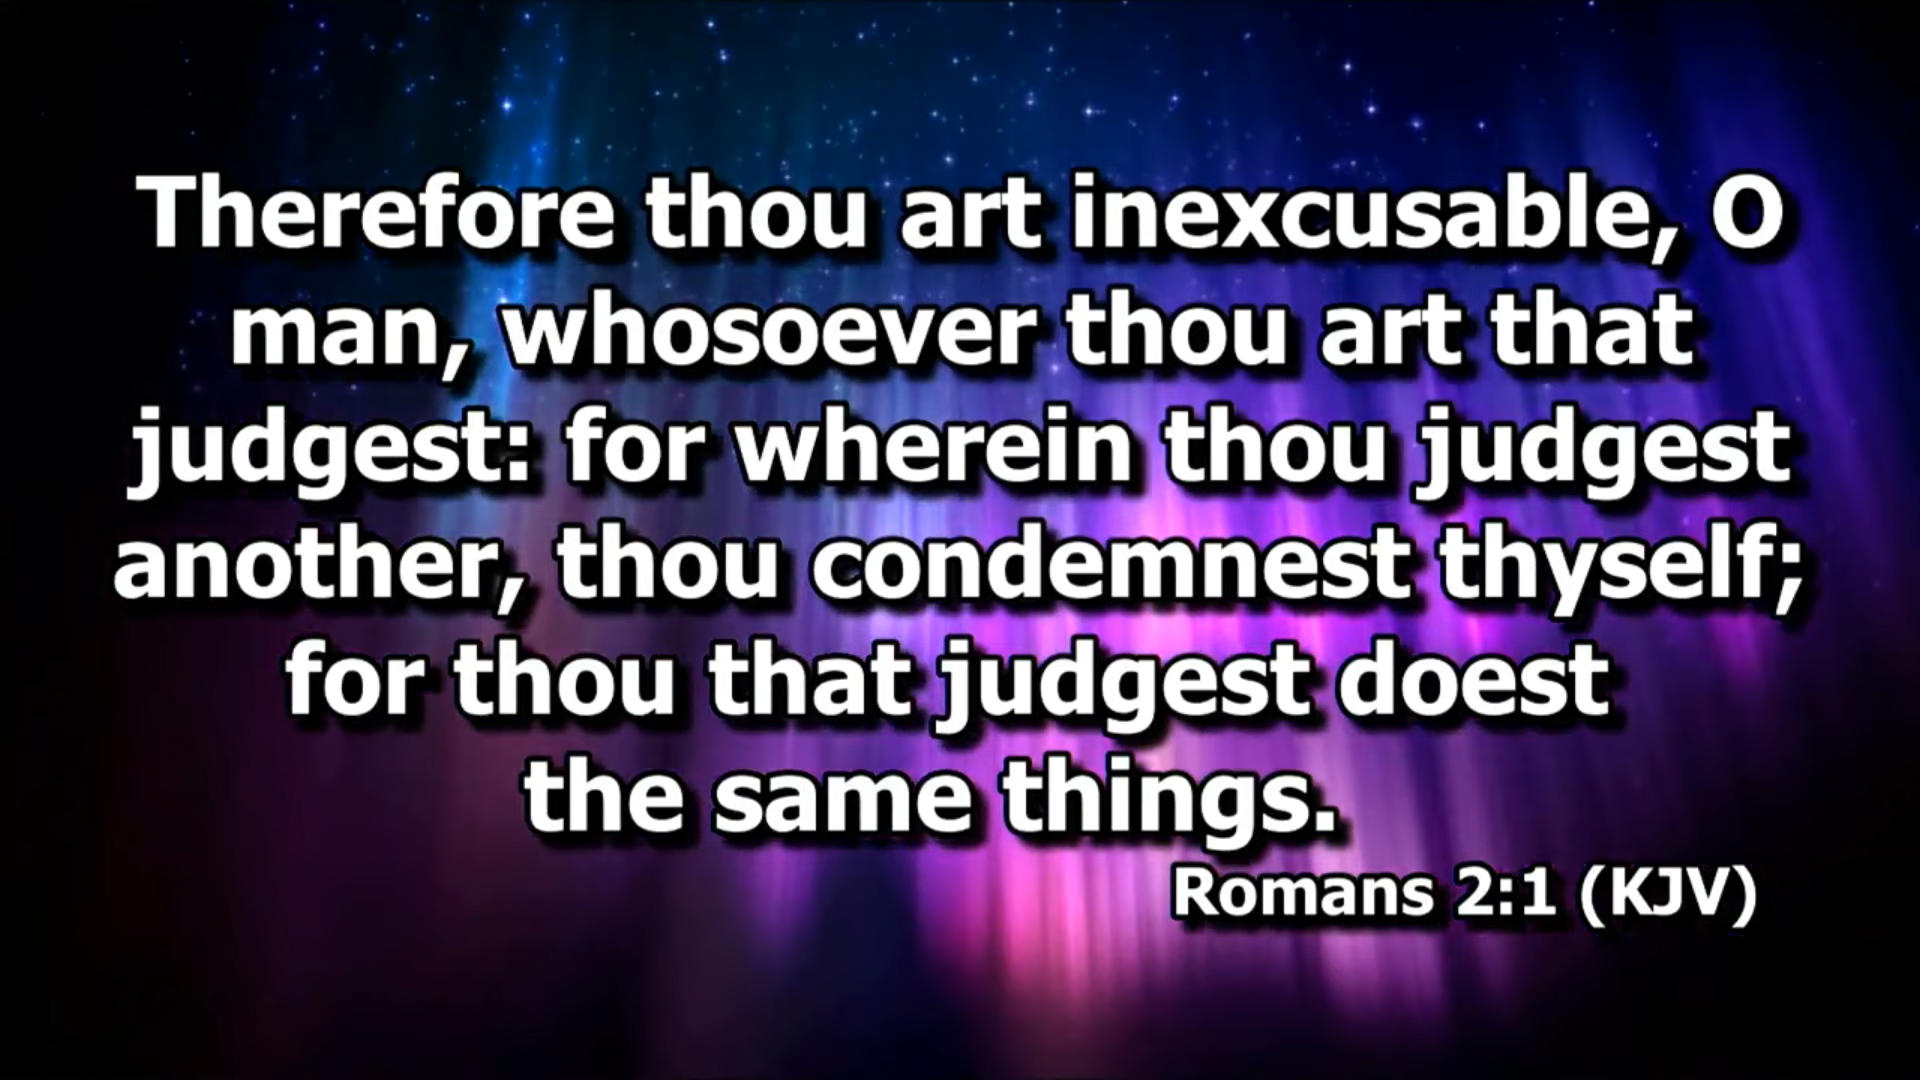 Therefore thou art inexcusable, O
man, whosoever thou art that
judgest: for wherein thou judgest
another, thou condemnest thyself;
for thou that judgest doest
the same things.
Romans 2:1 (KJV)